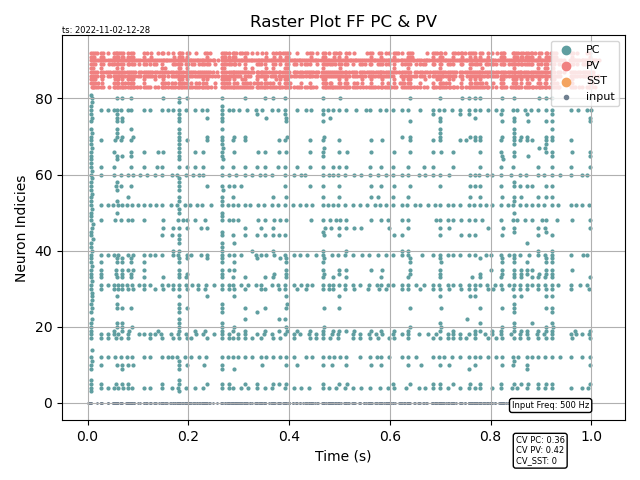 Raster Plot FF PC & PV
ts: 2022-11-02-12-28
PC
PV
SST
input
Neuron Indicies
80
60
40
20
0
Input Freq: 500 Hz
0.0 0.2 0.4 0.6 0.8 1.0
Time (s)
CV PC: 0.36
CV PV: 0.42
CV_SST: 0